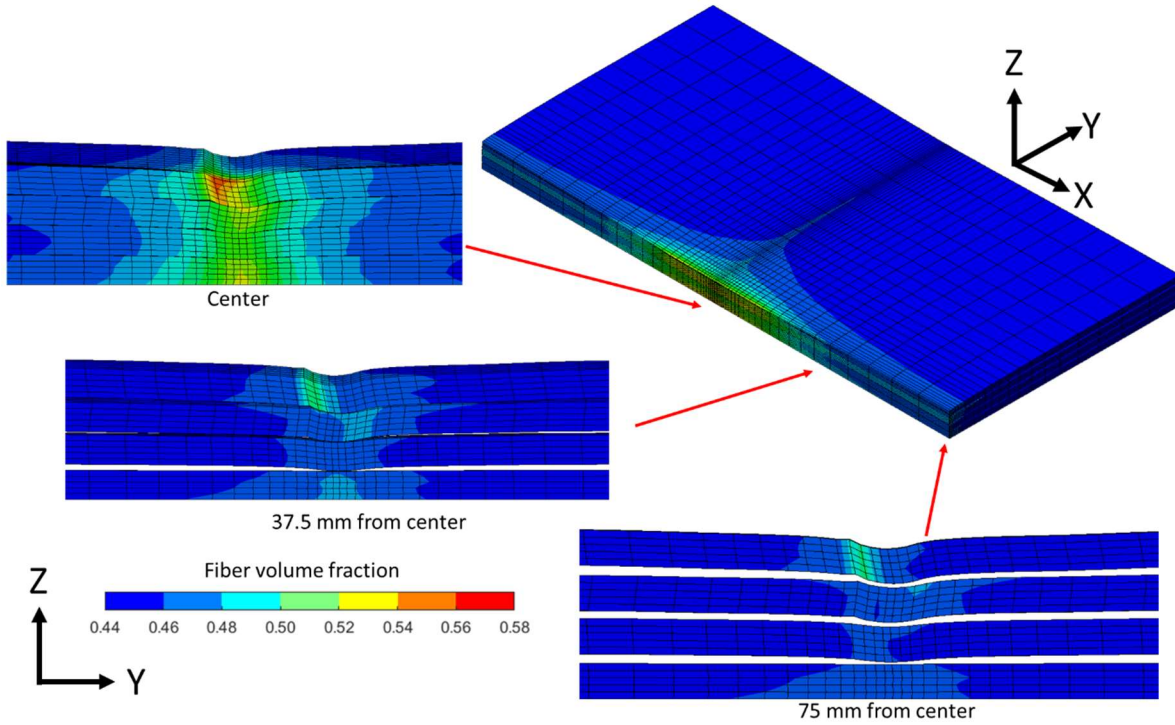 Z
Y
X
Center
37.5 mm from center
Fiber volume fraction
0.44 0.46 0.48 0.50 0.52 0.54 0.56 0.58
Z
Y
75 mm from center